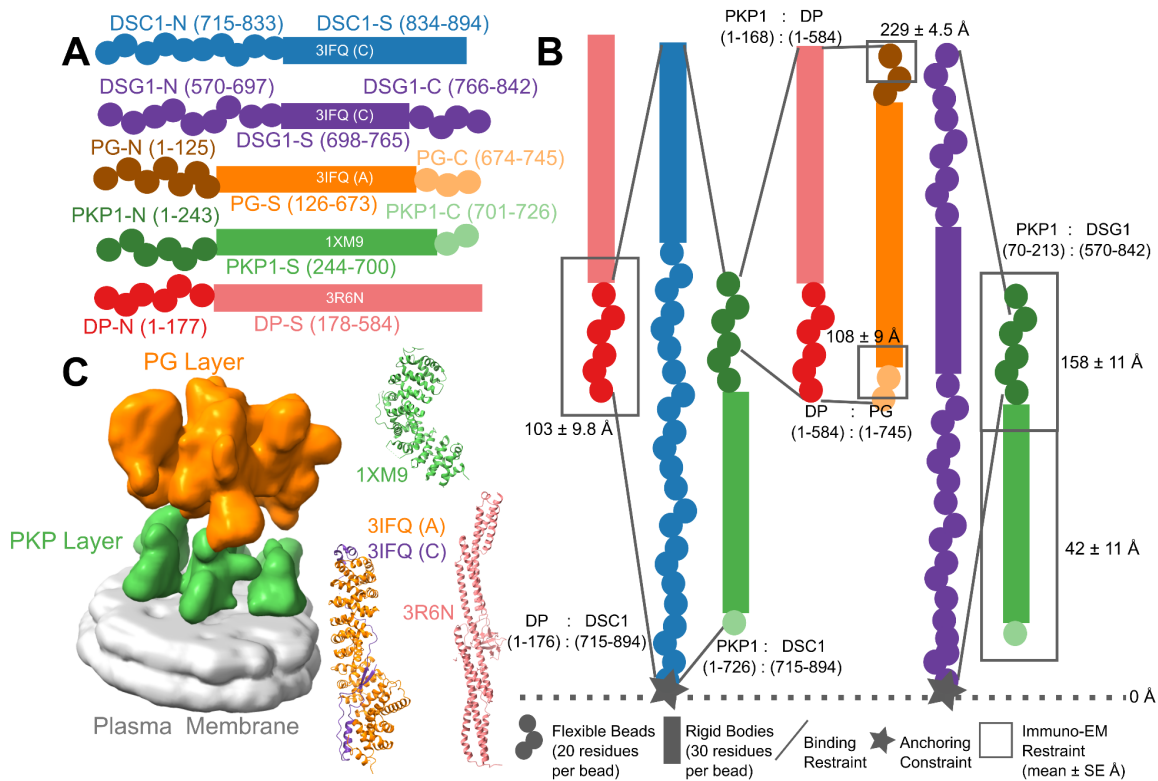 A
DSC1-N (715-833)
DSC1-S (834-894)
3IFQ (C)
DSG1-N (570-697)
DSG1-C (766-842)
3IFQ (C)
DSG1-S (698-765)
PG-N (1-125)
PG-C (674-745)
3IFQ (A)
PG-S (126-673)
PKP1-N (1-243)
PKP1-C (701-726)
1XM9
PKP1-S (244-700)
3R6N
DP-N (1-177)
DP-S (178-584)
B
PKP1 : DP
(1-168) : (1-584)
229 ± 4.5 Å
PKP1 : DSG1
(70-213) : (570-842)
108 ± 9 Å
158 ± 11 Å
103 ± 9.8 Å
DP : PG
(1-584) : (1-745)
42 ± 11 Å
DP : DSC1
(1-176) : (715-894)
PKP1 : DSC1
(1-726) : (715-894)
0 Å
Flexible Beads
(20 residues
per bead)
Rigid Bodies
(30 residues
per bead)
Binding
Restraint
Anchoring
Constraint
Immuno-EM
Restraint
(mean ± SE Å)
C
PG Layer
PKP Layer
Plasma Membrane
1XM9
3IFQ (A)
3IFQ (C)
3R6N